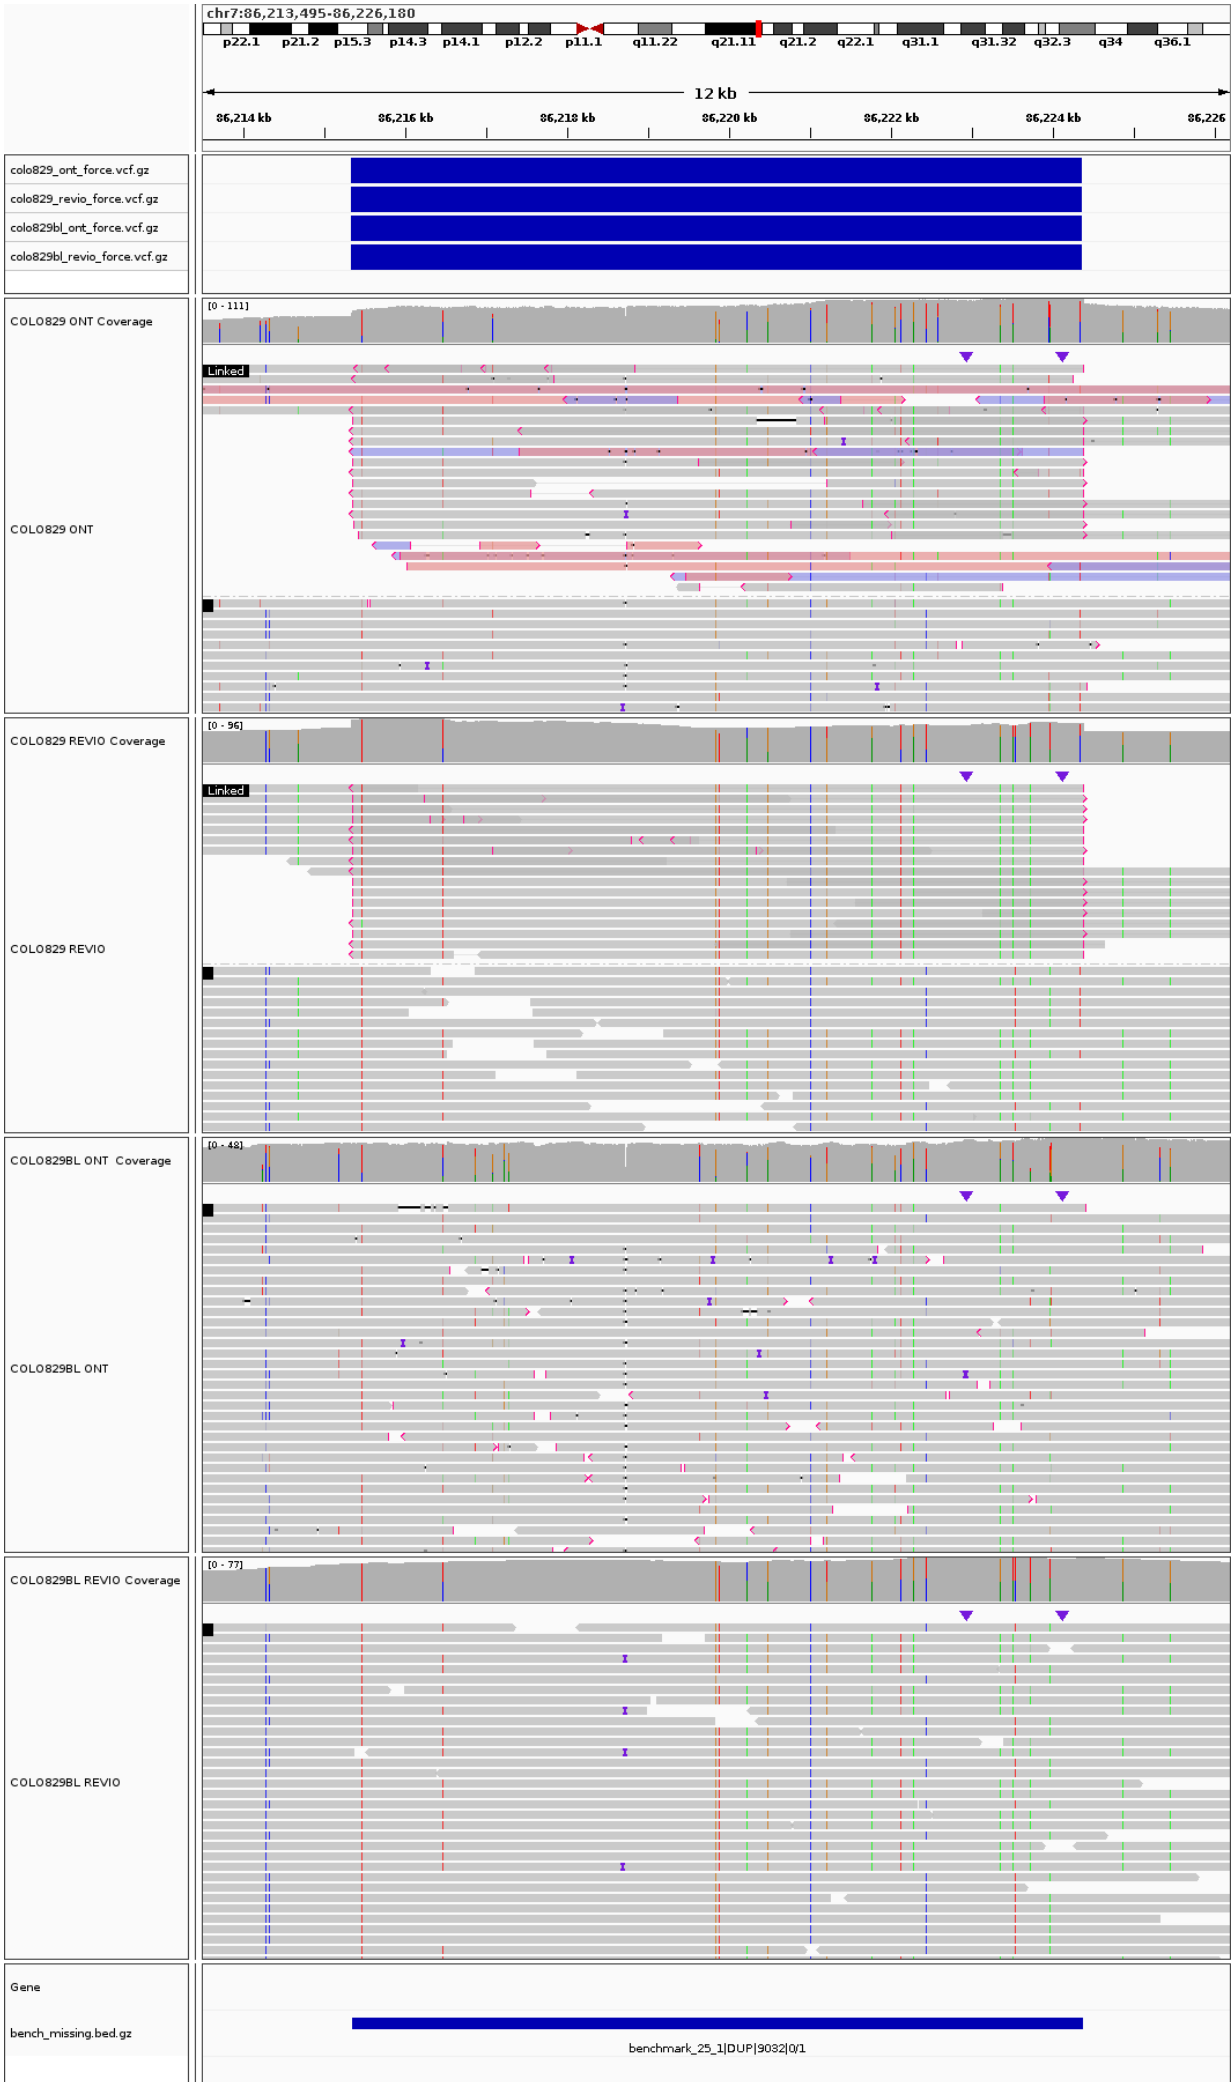 chr7:86,213,495-86,226,180
p22.1 p21.2 p15.3 p14.3 p14.1 p12.2 p11.1 q11.22 q21.11 q21.2 q22.1 q31.1 q31.32 q32.3 q34 q36.1
12 kb
86,214 kb 86,216 kb 86,218 kb 86,220 kb 86,222 kb 86,224 kb 86,226
colo829_ont_force.vcf.gz
colo829_revio_force.vcf.gz
colo829bl_ont_force.vcf.gz
colo829bl_revio_force.vcf.gz
[0 - 111]
COLO829 ONT Coverage
Linked
COLO829 ONT
[0 - 96]
COLO829 REVIO Coverage
Linked
COLO829 REVIO
[0 - 48]
COLO829BL ONT Coverage
COLO829BL ONT
[0 - 77]
COLO829BL REVIO Coverage
COLO829BL REVIO
Gene
bench_missing.bed.gz
benchmark_25_1|DUP|9032|0/1